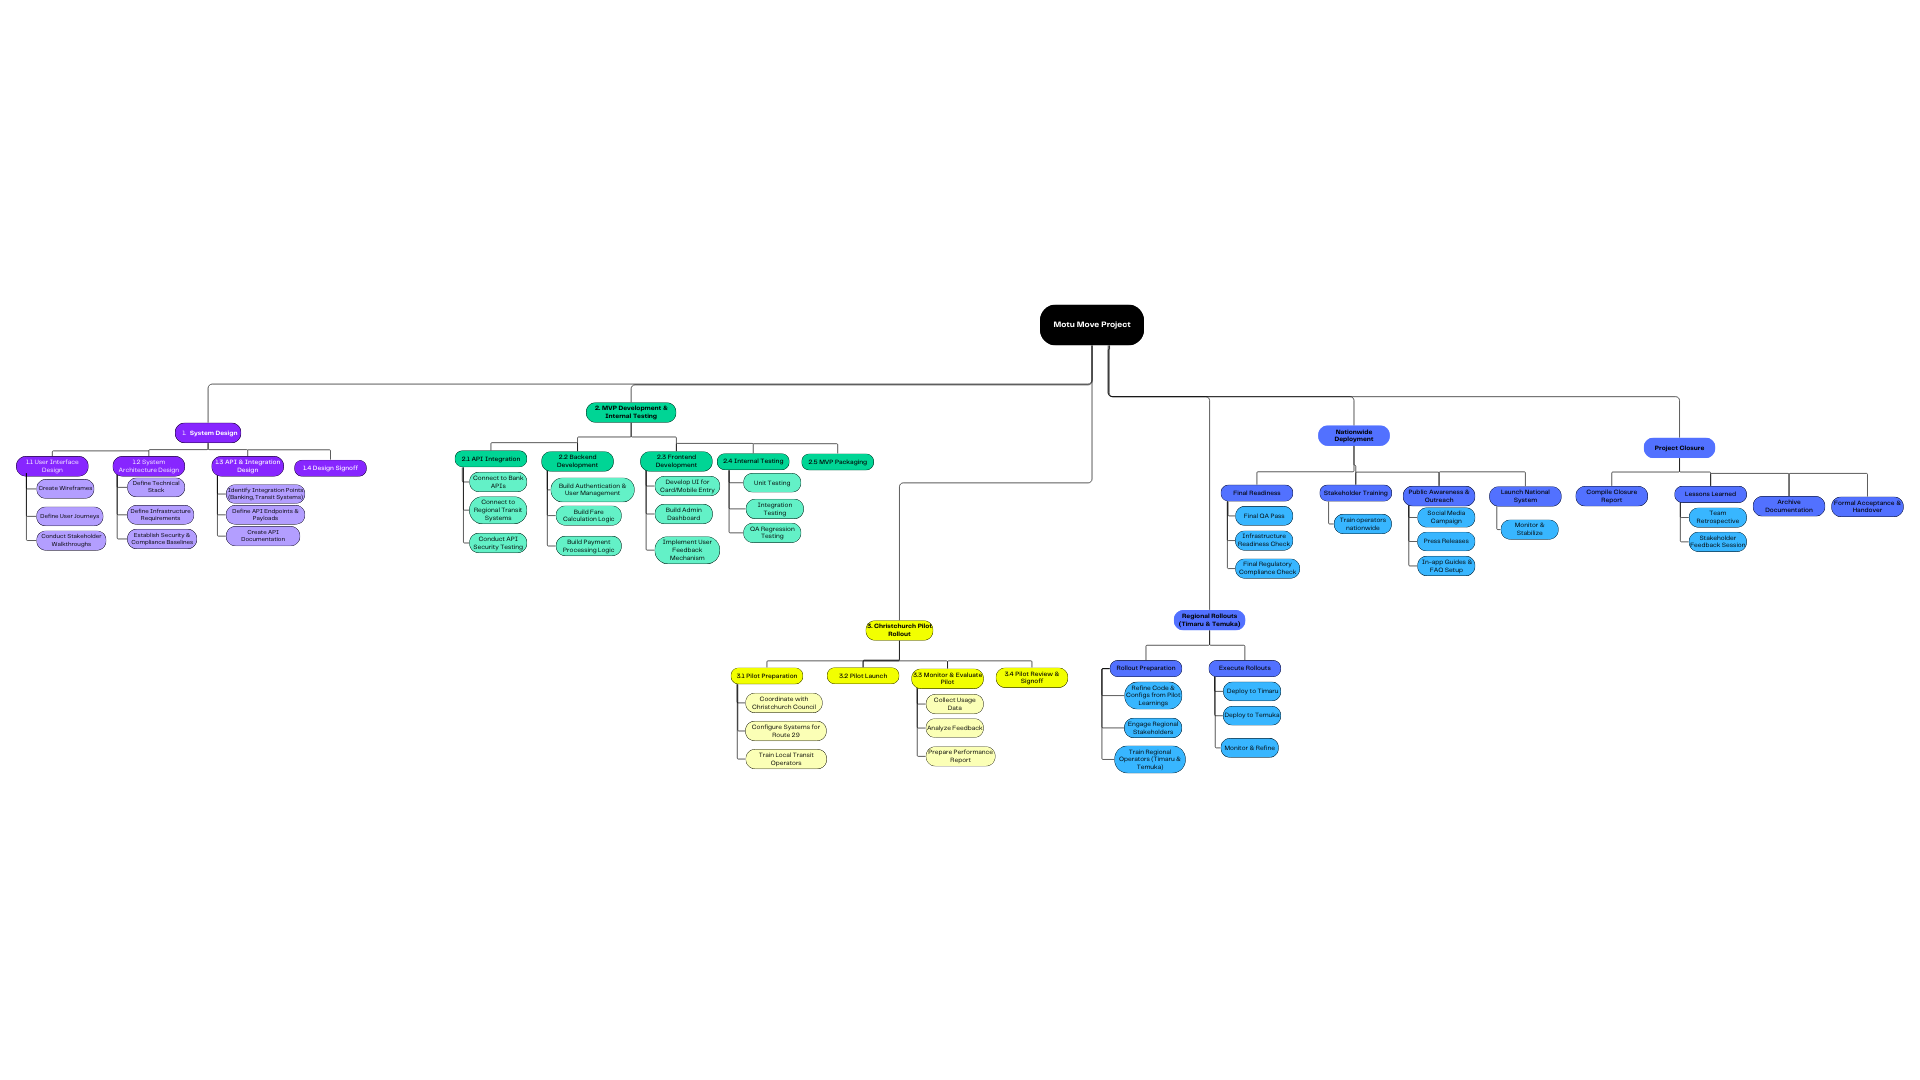 Motu Move Project
1. System Design
1.1 User Interface
Design
Create Wireframes
Define User Journeys
Conduct Stakeholder
Walkthroughs
1.2 System
Architecture Design
Define Technical
Stack
Define Infrastructure
Requirements
Establish Security &
Compliance Baselines
1.3 API & Integration
Design
Identify Integration Points
(Banking, Transit Systems)
Define API Endpoints &
Payloads
Create API
Documentation
1.4 Design Signoff
2. MVP Development &
Internal Testing
2.1 API Integration
Connect to Bank
APIs
Connect to
Regional Transit
Systems
Conduct API
Security Testing
2.2 Backend
Development
Build Authentication &
User Management
Build Fare
Calculation Logic
Build Payment
Processing Logic
2.3 Frontend
Development
Develop UI for
Card/Mobile Entry
Build Admin
Dashboard
Implement User
Feedback
Mechanism
2.4 Internal Testing
Unit Testing
Integration
Testing
QA Regression
Testing
2.5 MVP Packaging
3. Christchurch Pilot
Rollout
3.1 Pilot Preparation
Coordinate with
Christchurch Council
Configure Systems for
Route 29
Train Local Transit
Operators
3.2 Pilot Launch
3.3 Monitor & Evaluate
Pilot
Collect Usage
Data
Analyze Feedback
Prepare Performance
Report
3.4 Pilot Review &
Signoff
Regional Rollouts
(Timaru & Temuka)
Rollout Preparation
Refine Code &
Configs from Pilot
Learnings
Engage Regional
Stakeholders
Train Regional
Operators (Timaru &
Temuka)
Execute Rollouts
Deploy to Timaru
Deploy to Temuka
Monitor & Refine
Nationwide
Deployment
Final Readiness
Final QA Pass
Infrastructure
Readiness Check
Final Regulatory
Compliance Check
Stakeholder Training
Train operators
nationwide
Public Awareness &
Outreach
Social Media
Campaign
Press Releases
In-app Guides &
FAQ Setup
Launch National
System
Monitor &
Stabilize
Project Closure
Compile Closure
Report
Lessons Learned
Team
Retrospective
Stakeholder
Feedback Session
Archive
Documentation
Formal Acceptance &
Handover